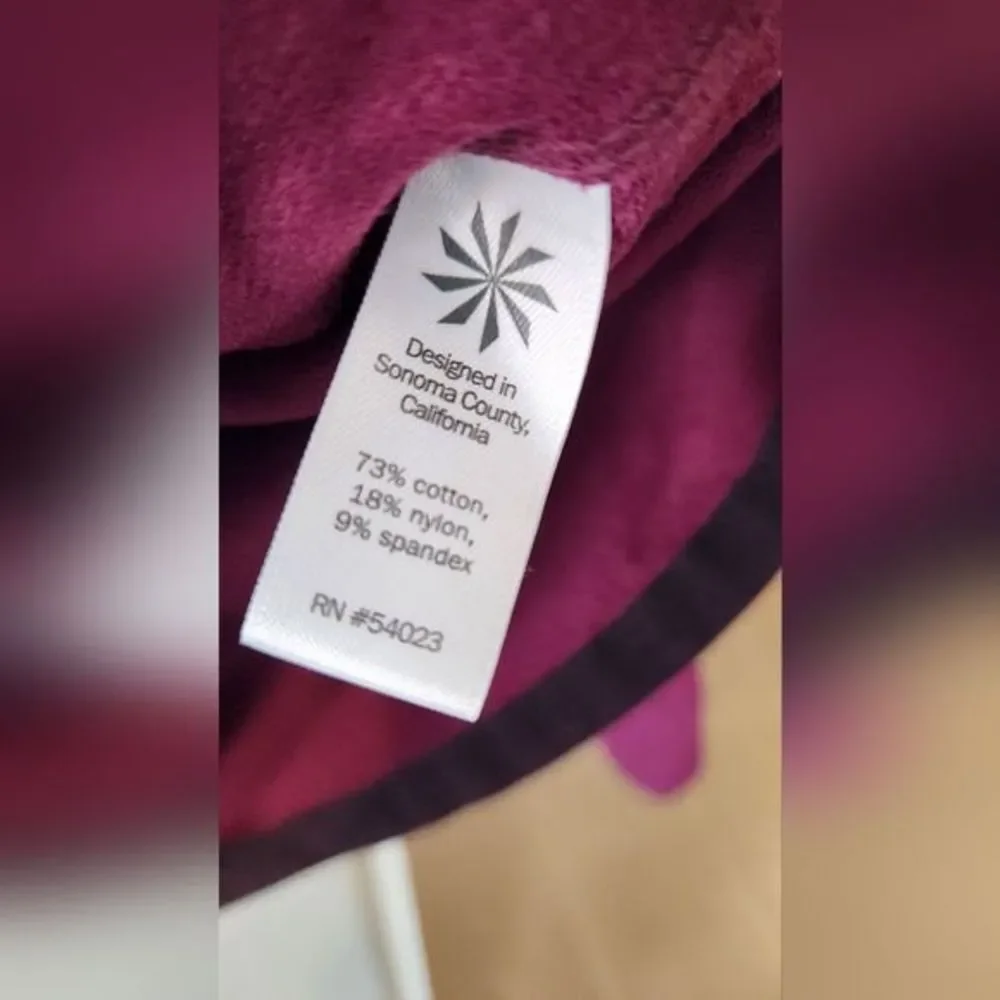 Designed in
Sonoma County,
California
73% cotton,
18% nylon,
9% spandex
RN #54023